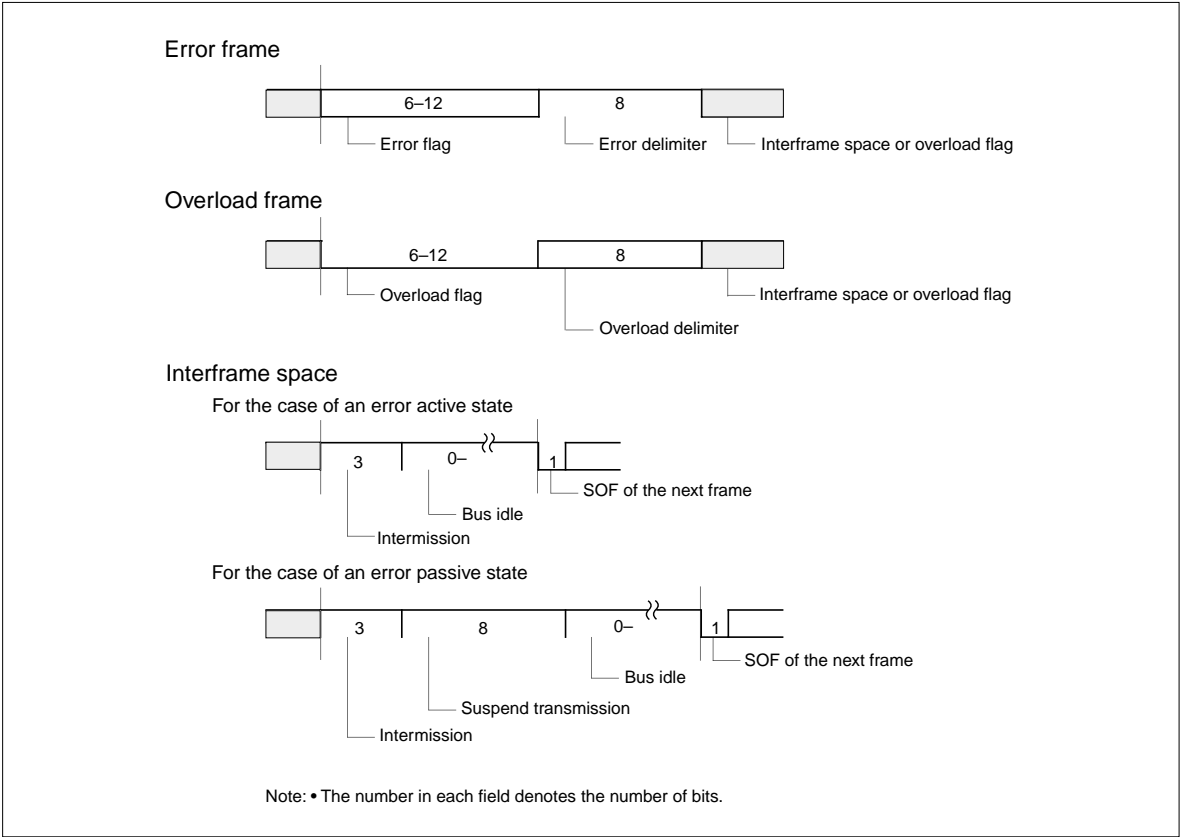 Error frame
6–12 8
Error flag Error delimiter Interframe space or overload flag
Overload frame
6–12 8
Overload flag Interframe space or overload flag
Overload delimiter
Interframe space
For the case of an error active state
3 0– 1
SOF of the next frame
Bus idle
Intermission
For the case of an error passive state
3 8 0– 1
SOF of the next frame
Bus idle
Suspend transmission
Intermission
Note: • The number in each field denotes the number of bits.